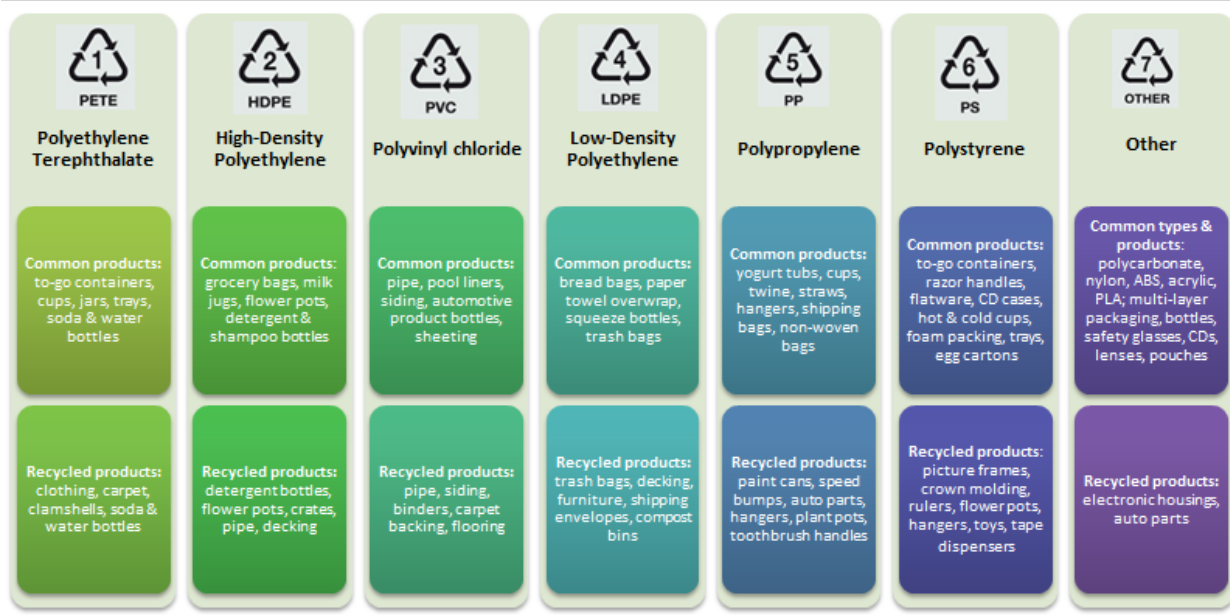 1
PETE
Polyethylene
Terephthalate
Common products:
to-go containers,
cups, jars, trays,
soda & water
bottles
Recycled products:
clothing, carpet,
clamshells, soda &
water bottles
2
HDPE
High-Density
Polyethylene
Common products:
grocery bags, milk
jugs, flower pots,
detergent &
shampoo bottles
Recycled products:
detergent bottles,
flower pots, crates,
pipe, decking
3
PVC
Polyvinyl chloride
Common products:
pipe, pool liners,
siding, automotive
product bottles,
sheeting
Recycled products:
pipe, siding,
binders, carpet
backing, flooring
4
LDPE
Low-Density
Polyethylene
Common products:
bread bags, paper
towel overwrap,
squeeze bottles,
trash bags
Recycled products:
trash bags, decking,
furniture, shipping
envelopes, compost
bins
5
PP
Polypropylene
Common products:
yogurt tubs, cups,
twine, straws,
hangers, shipping
bags, non-woven
bags
Recycled products:
paint cans, speed
bumps, auto parts,
hangers, plant pots,
toothbrush handles
6
PS
Polystyrene
Common products:
to-go containers,
razor handles,
flatware, CD cases,
hot & cold cups,
foam packing, trays,
egg cartons
Recycled products:
picture frames,
crown molding,
rulers, flower pots,
hangers, toys, tape
dispensers
7
OTHER
Other
Common types &
products:
polycarbonate,
nylon, ABS, acrylic,
PLA; multi-layer
packaging, bottles,
safety glasses, CDs,
lenses, pouches
Recycled products:
electronic housings,
auto parts